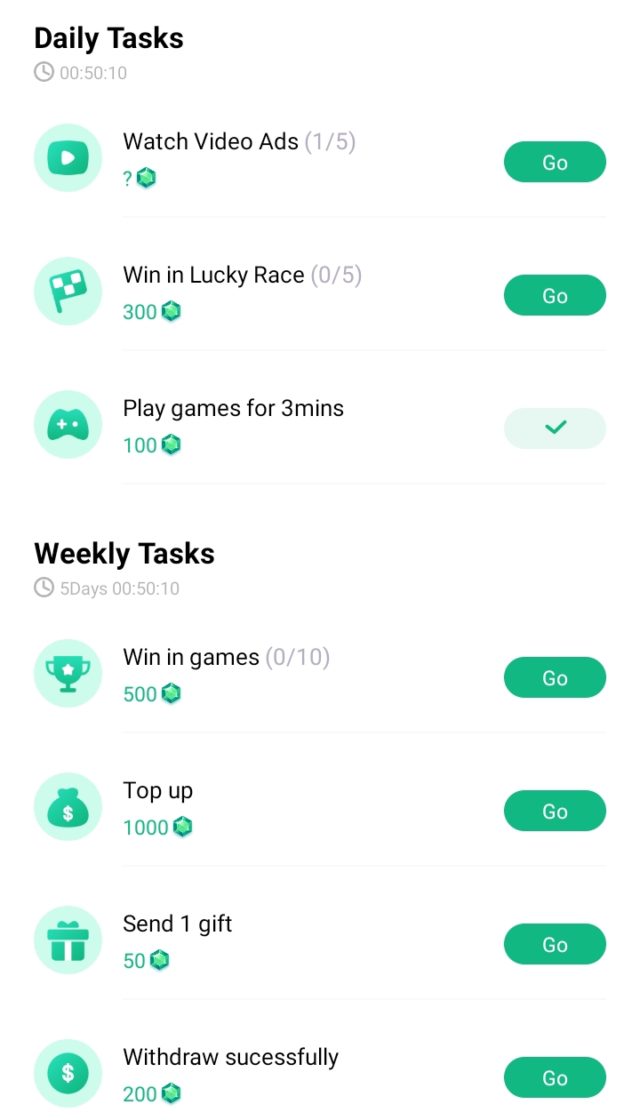 Daily Tasks
00:50:10
Watch Video Ads (1/5)
?
Go
Win in Lucky Race (0/5)
300
Go
Play games for 3mins
100
Weekly Tasks
5Days 00:50:10
Win in games (0/10)
500
Go
Top up
$
1000
Go
Send 1 gift
50
Go
Withdraw sucessfully
$
200
Go